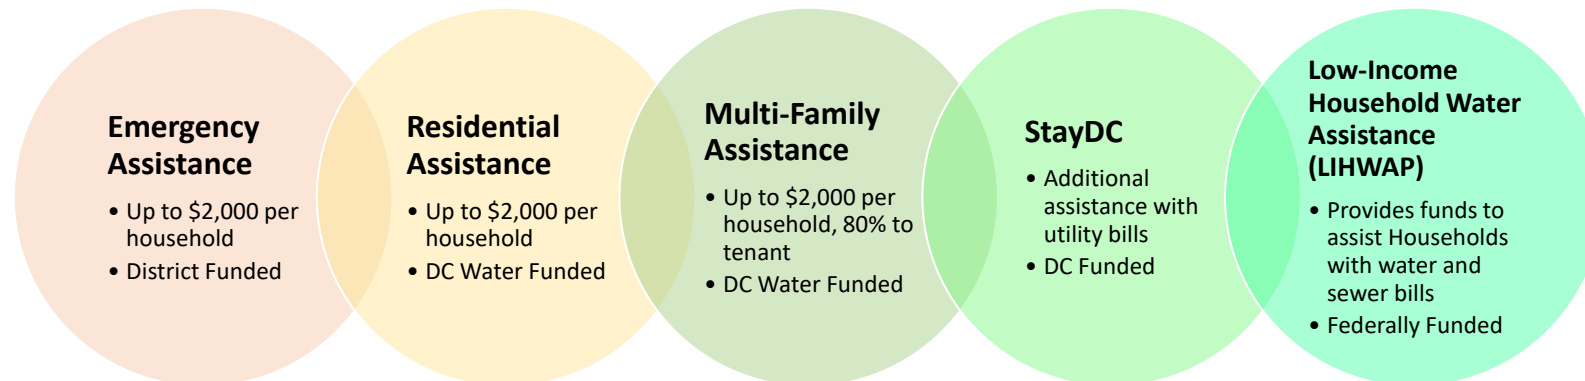 Emergency
Assistance
• Up to $2,000 per
household
• District Funded
Residential
Assistance
• Up to $2,000 per
household
• DC Water Funded
Multi-Family
Assistance
• Up to $2,000 per
household, 80% to
tenant
• DC Water Funded
StayDC
• Additional
assistance with
utility bills
• DC Funded
Low-Income
Household Water
Assistance
(LIHWAP)
• Provides funds to
assist Households
with water and
sewer bills
• Federally Funded